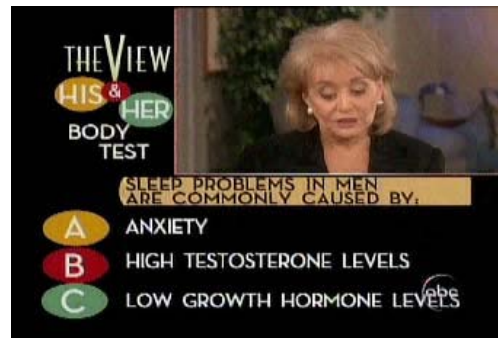 THE VIEW
HIS & HER
BODY
TEST
SLEEP PROBLEMS IN MEN
ARE COMMONLY CAUSED BY:
A ANXIETY
B HIGH TESTOSTERONE LEVELS
C LOW GROWTH HORMONE LEVELS
abc